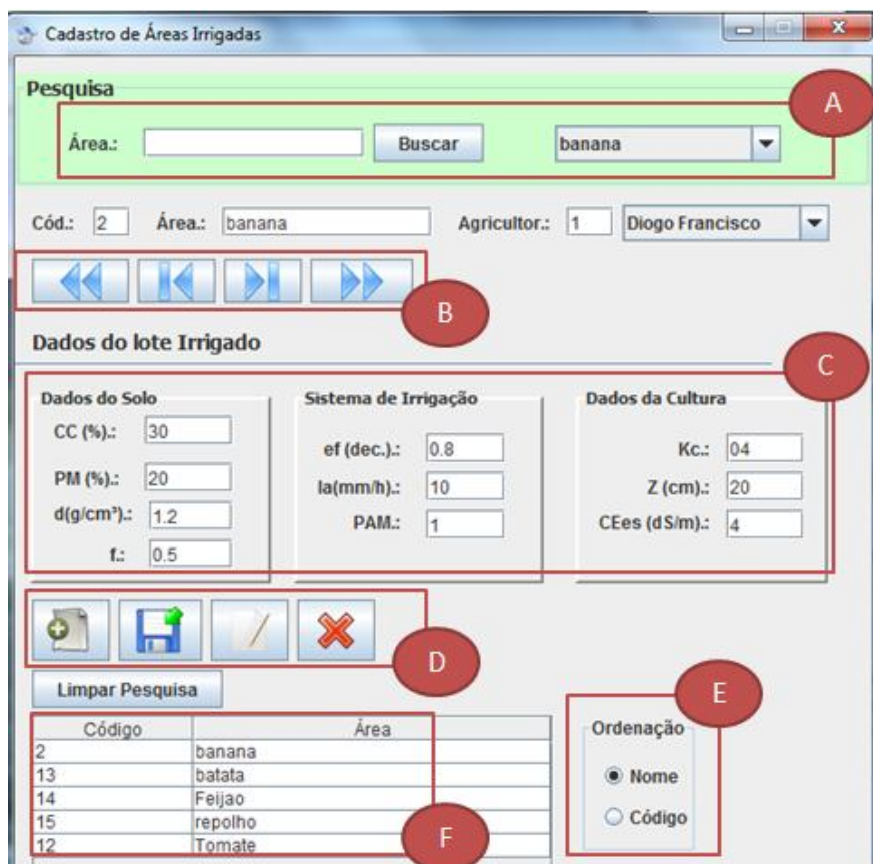 Cadastro de Áreas Irrigadas
Pesquisa
A
Área.: Buscar banana
Cód.: 2 Área.: banana Agricultor.: 1 Diogo Francisco
B
Dados do lote Irrigado
C
Dados do Solo Sistema de Irrigação Dados da Cultura
CC (%).: 30
ef (dec.).: 0.8 Kc.: 04
PM (%).: 20 Ia(mm/h).: 10 Z (cm).: 20
d(g/cm³).: 1.2 PAM.: 1 CEes (dS/m).: 4
f.: 0.5
D
Limpar Pesquisa
E
Código Área Ordenação
2 banana
13 batata Nome
14 Feijao
15 repolho Código
12 Tomate
F